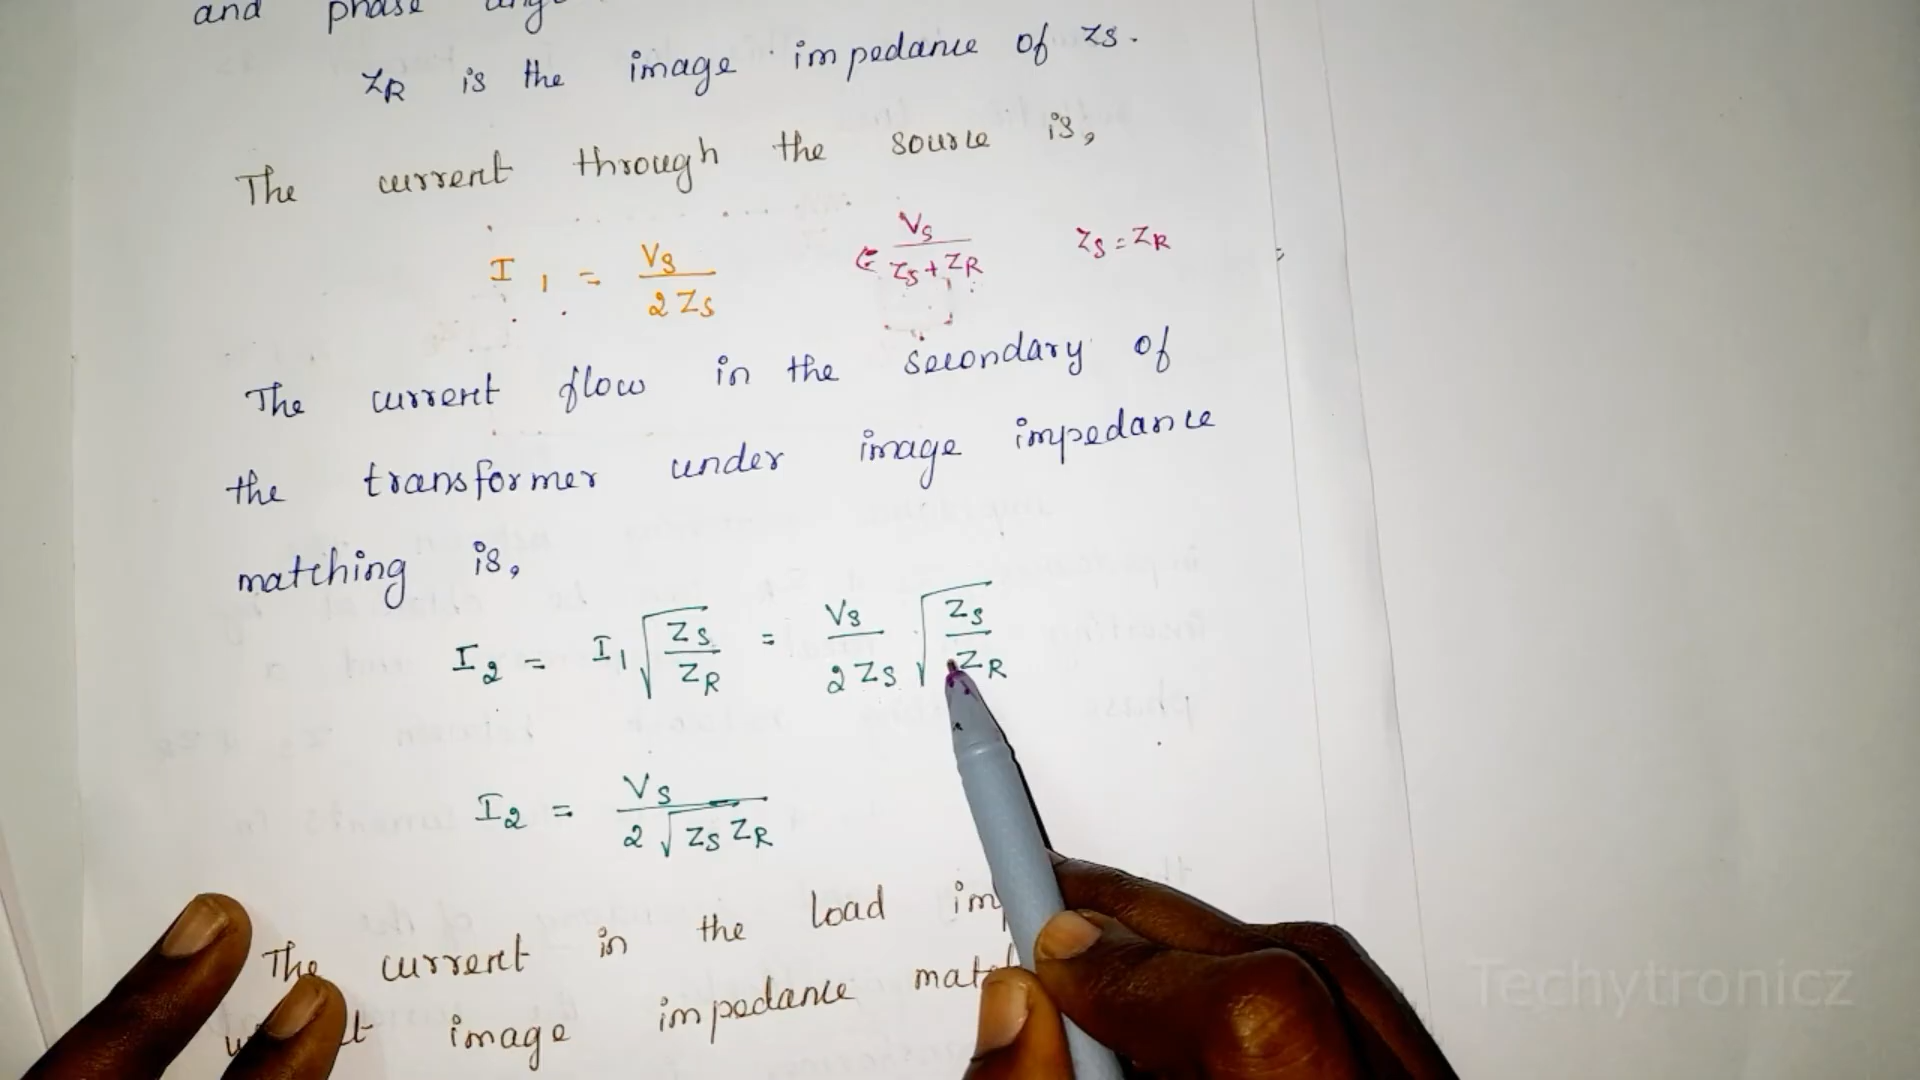 and phase
ZR is the image impedance of ZS.
The current through the source is,
I1 = VS / 2ZS = VS / ZS + ZR ZS = ZR
The current flow in the secondary of
the transformer under image impedance
matching is,
I2 = I1 √(ZS / ZR) = VS / 2ZS √(ZS / ZR)
I2 = VS / 2√ZS ZR
The current in the load
image impedance
Techytronicz